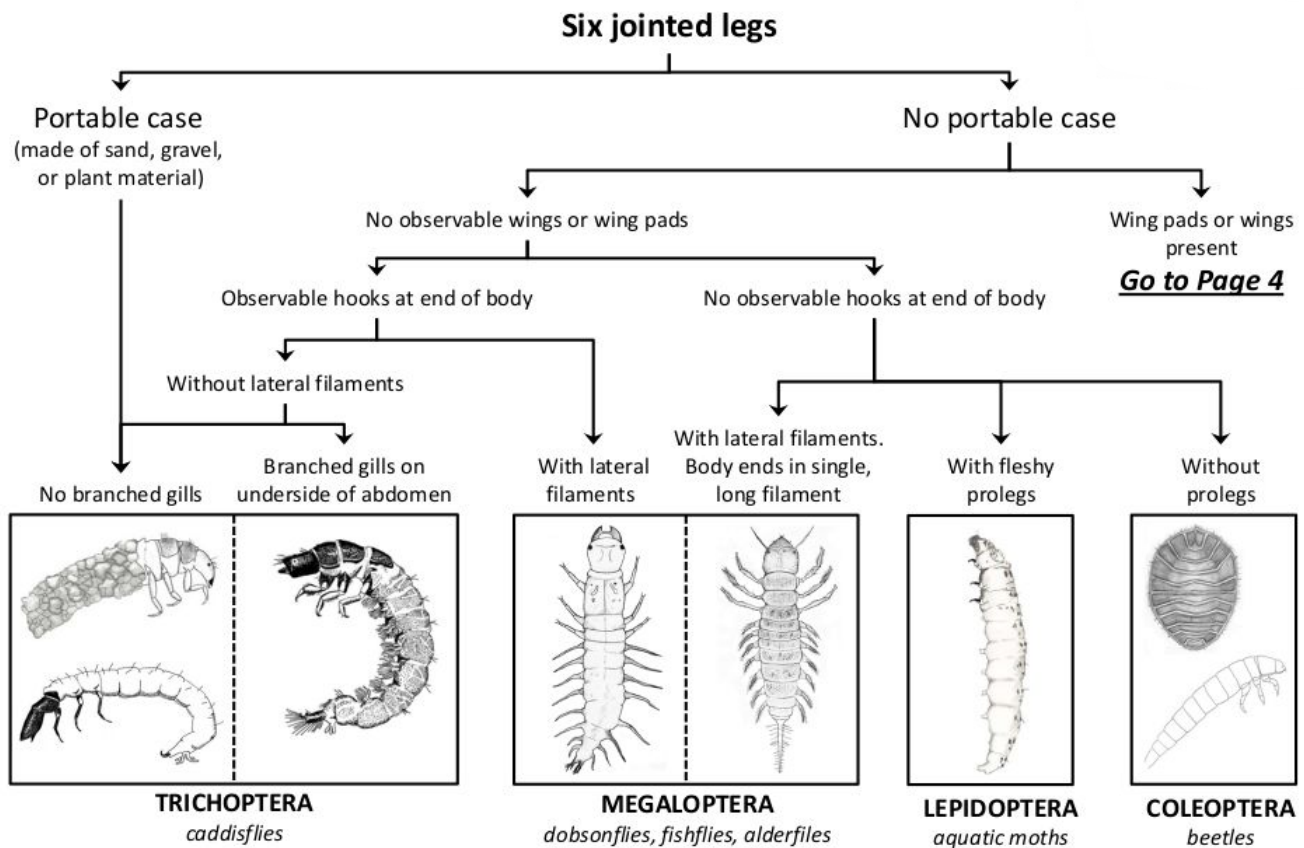 Six jointed legs
Portable case
(made of sand, gravel,
or plant material)
No portable case
No observable wings or wing pads
Wing pads or wings
present
Go to Page 4
Observable hooks at end of body
No observable hooks at end of body
Without lateral filaments
No branched gills
Branched gills on
underside of abdomen
With lateral
filaments
With lateral filaments.
Body ends in single,
long filament
With fleshy
prolegs
Without
prolegs
TRICHOPTERA
caddisflies
MEGALOPTERA
dobsonflies, fishflies, alderfiles
LEPIDOPTERA
aquatic moths
COLEOPTERA
beetles